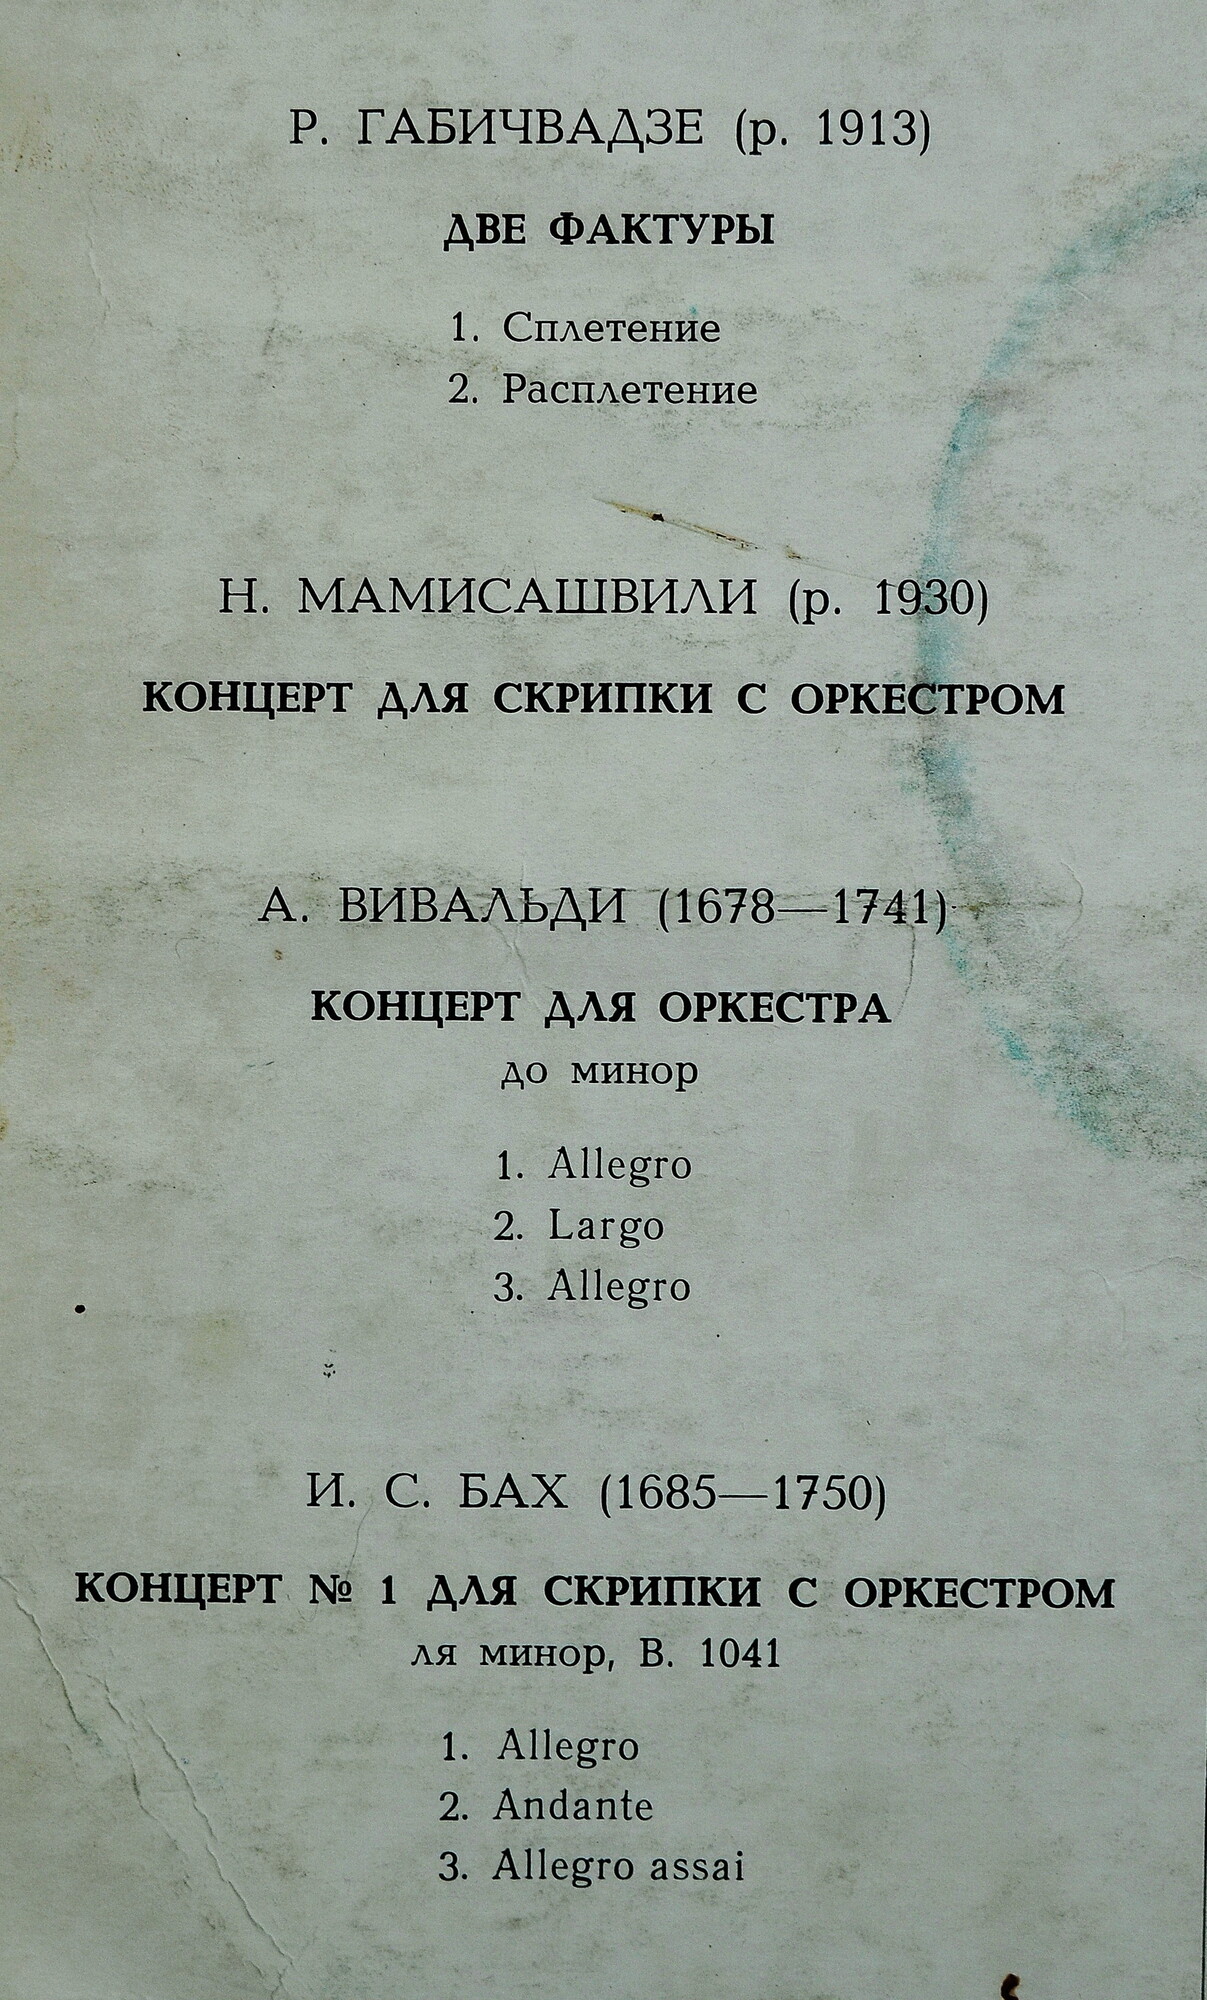 Р. ГАБИЧВАДЗЕ (р. 1913)
ДВЕ ФАКТУРЫ
1. Сплетение
2. Расплетение
Н. МАМИСАШВИЛИ (р. 1930)
КОНЦЕРТ ДЛЯ СКРИПКИ С ОРКЕСТРОМ
А. ВИВАЛЬДИ (1678—1741)
КОНЦЕРТ ДЛЯ ОРКЕСТРА
до минор
1. Allegro
2. Largo
3. Allegro
И. С. БАХ (1685—1750)
КОНЦЕРТ № 1 ДЛЯ СКРИПКИ С ОРКЕСТРОМ
ля минор, В. 1041
1. Allegro
2. Andante
3. Allegro assai